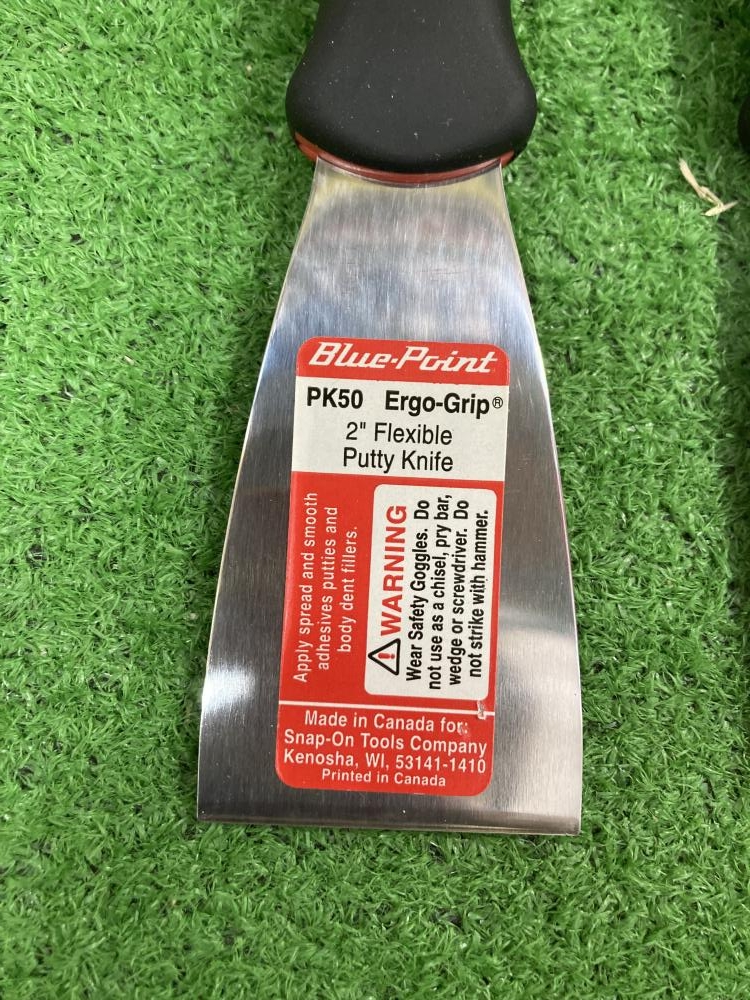 Blue-Point
PK50 Ergo-Grip®
2" Flexible
Putty Knife
Apply spread and smooth
adhesives putties and
body dent fillers.
WARNING
Wear Safety Goggles. Do
not use as a chisel, pry bar,
wedge or screwdriver. Do
not strike with hammer.
Made in Canada for:
Snap-On Tools Company
Kenosha, WI, 53141-1410
Printed in Canada